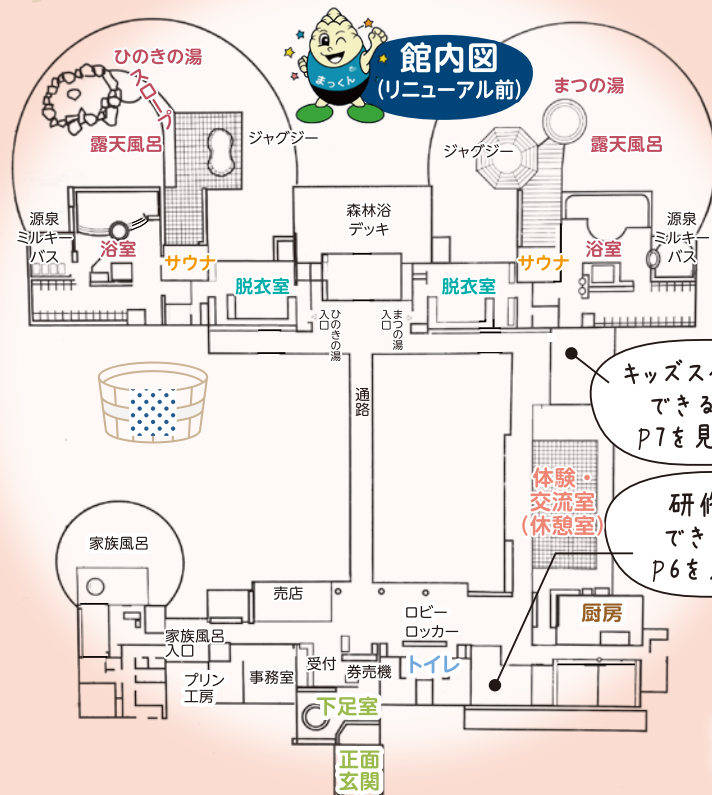 館内図
(リニューアル前)
まっくん
ひのきの湯
スロープ
露天風呂
ジャグジー
まつの湯
ジャグジー
露天風呂
源泉
ミルキー
バス
浴室
サウナ
脱衣室
森林浴
デッキ
脱衣室
サウナ
浴室
源泉
ミルキー
バス
ひのきの湯
入口
まつの湯
入口
通路
キッズス
できる
P7を見
体験・
交流室
(休憩室)
研修
でき
P6を
家族風呂
売店
ロビー
ロッカー
厨房
家族風呂
入口
プリン
工房
事務室
受付
券売機
トイレ
下足室
正面
玄関